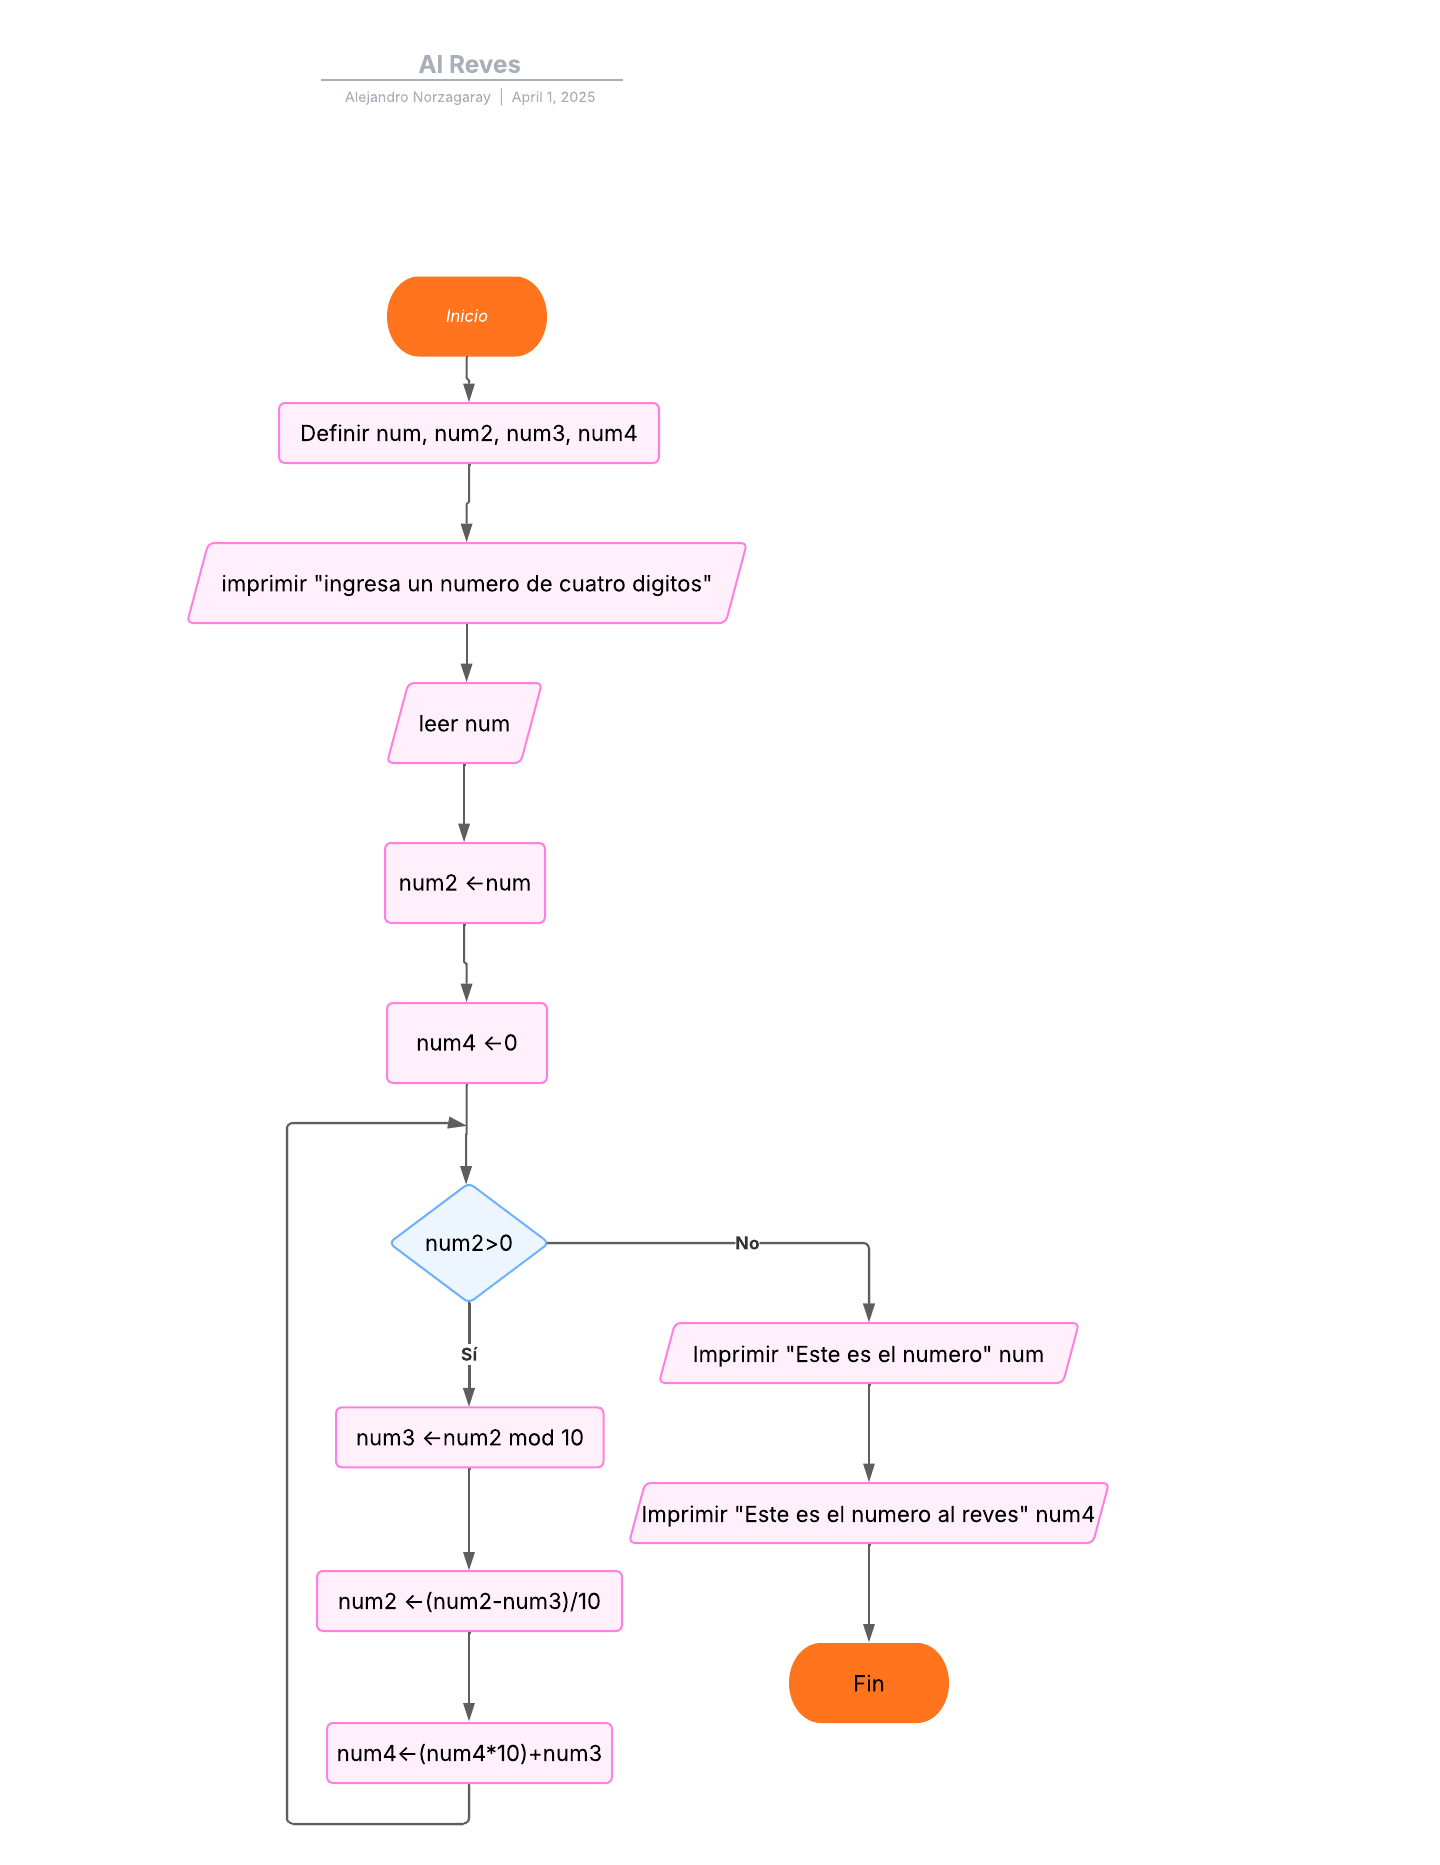 Al Reves
Alejandro Norzagaray | April 1, 2025
Inicio
Definir num, num2, num3, num4
imprimir "ingresa un numero de cuatro digitos"
leer num
num2 ←num
num4 ←0
num2>0
No
Sí
Imprimir "Este es el numero" num
num3 ←num2 mod 10
Imprimir "Este es el numero al reves" num4
num2 ←(num2-num3)/10
Fin
num4←(num4*10)+num3